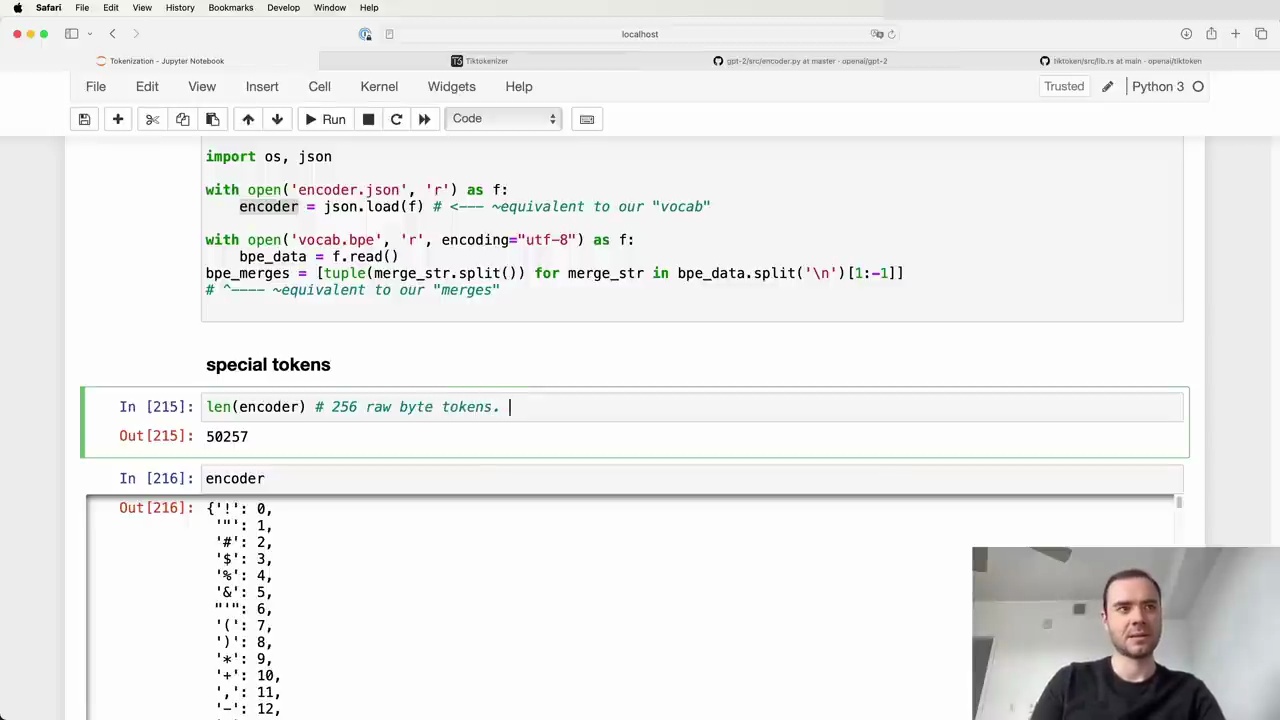 Safari File Edit View History Bookmarks Develop Window Help
localhost
Tokenization - Jupyter Notebook
Tiktokenizer
gpt-2/src/encoder.py at master · openai/gpt-2
tiktoken/src/lib.rs at main · openai/tiktoken
File Edit View Insert Cell Kernel Widgets Help
Trusted Python 3
Run Code
import os, json
with open('encoder.json', 'r') as f:
encoder = json.load(f) # <--- ~equivalent to our "vocab"
with open('vocab.bpe', 'r', encoding="utf-8") as f:
bpe_data = f.read()
bpe_merges = [tuple(merge_str.split()) for merge_str in bpe_data.split('\n')[1:-1]]
# ^---- ~equivalent to our "merges"
special tokens
In [215]: len(encoder) # 256 raw byte tokens.
Out[215]: 50257
In [216]: encoder
Out[216]: {'!': 0,
'"': 1,
'#': 2,
'$': 3,
'%': 4,
'&': 5,
"'": 6,
'(': 7,
')': 8,
'*': 9,
'+': 10,
',': 11,
'-': 12,